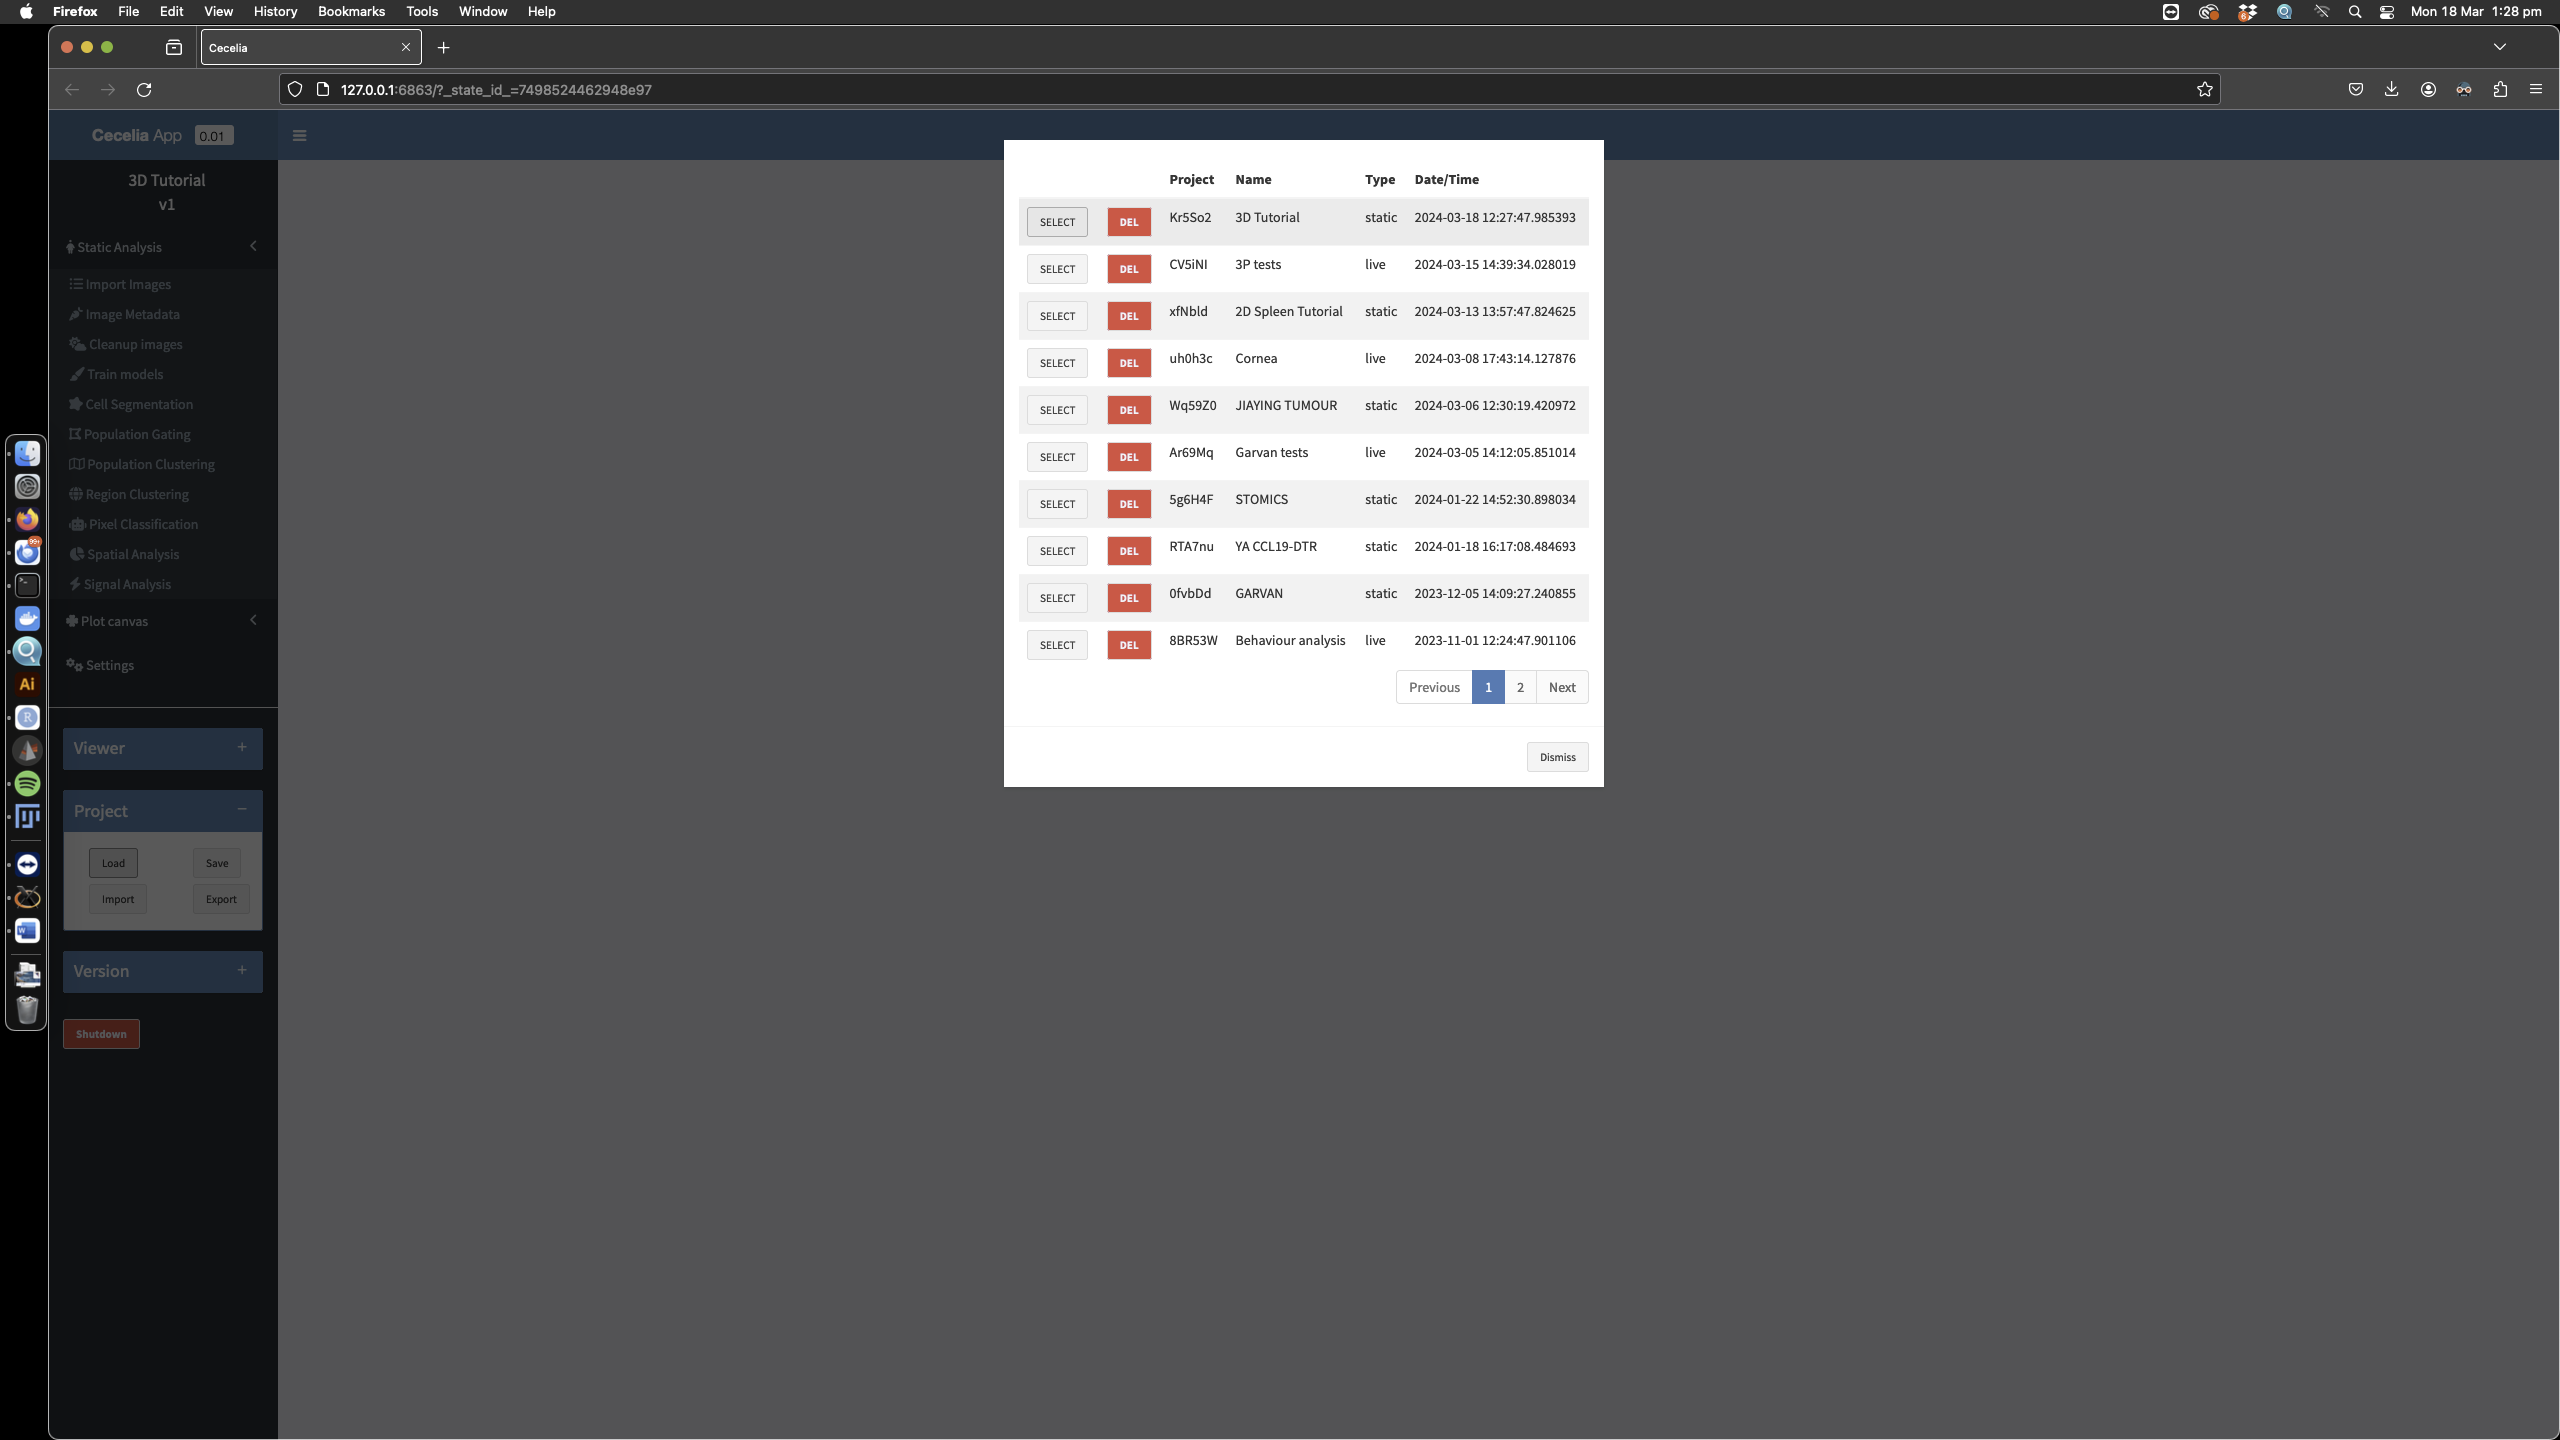 Firefox File Edit View History Bookmarks Tools Window Help Mon 18 Mar 1:28 pm
Cecelia
127.0.0.1:6863/?_state_id_=7498524462948e97
Cecelia App 0.01
3D Tutorial
v1
Static Analysis
Import Images
Image Metadata
Cleanup images
Train models
Cell Segmentation
Population Gating
Population Clustering
Region Clustering
Pixel Classification
Spatial Analysis
Signal Analysis
Plot canvas
Settings
Viewer +
Project −
Load Save
Import Export
Version +
Shutdown
99+
Ai
R
W
Project Name Type Date/Time
SELECT DEL Kr5So2 3D Tutorial static 2024-03-18 12:27:47.985393
SELECT DEL CV5iNI 3P tests live 2024-03-15 14:39:34.028019
SELECT DEL xfNbld 2D Spleen Tutorial static 2024-03-13 13:57:47.824625
SELECT DEL uh0h3c Cornea live 2024-03-08 17:43:14.127876
SELECT DEL Wq59Z0 JIAYING TUMOUR static 2024-03-06 12:30:19.420972
SELECT DEL Ar69Mq Garvan tests live 2024-03-05 14:12:05.851014
SELECT DEL 5g6H4F STOMICS static 2024-01-22 14:52:30.898034
SELECT DEL RTA7nu YA CCL19-DTR static 2024-01-18 16:17:08.484693
SELECT DEL 0fvbDd GARVAN static 2023-12-05 14:09:27.240855
SELECT DEL 8BR53W Behaviour analysis live 2023-11-01 12:24:47.901106
Previous 1 2 Next
Dismiss